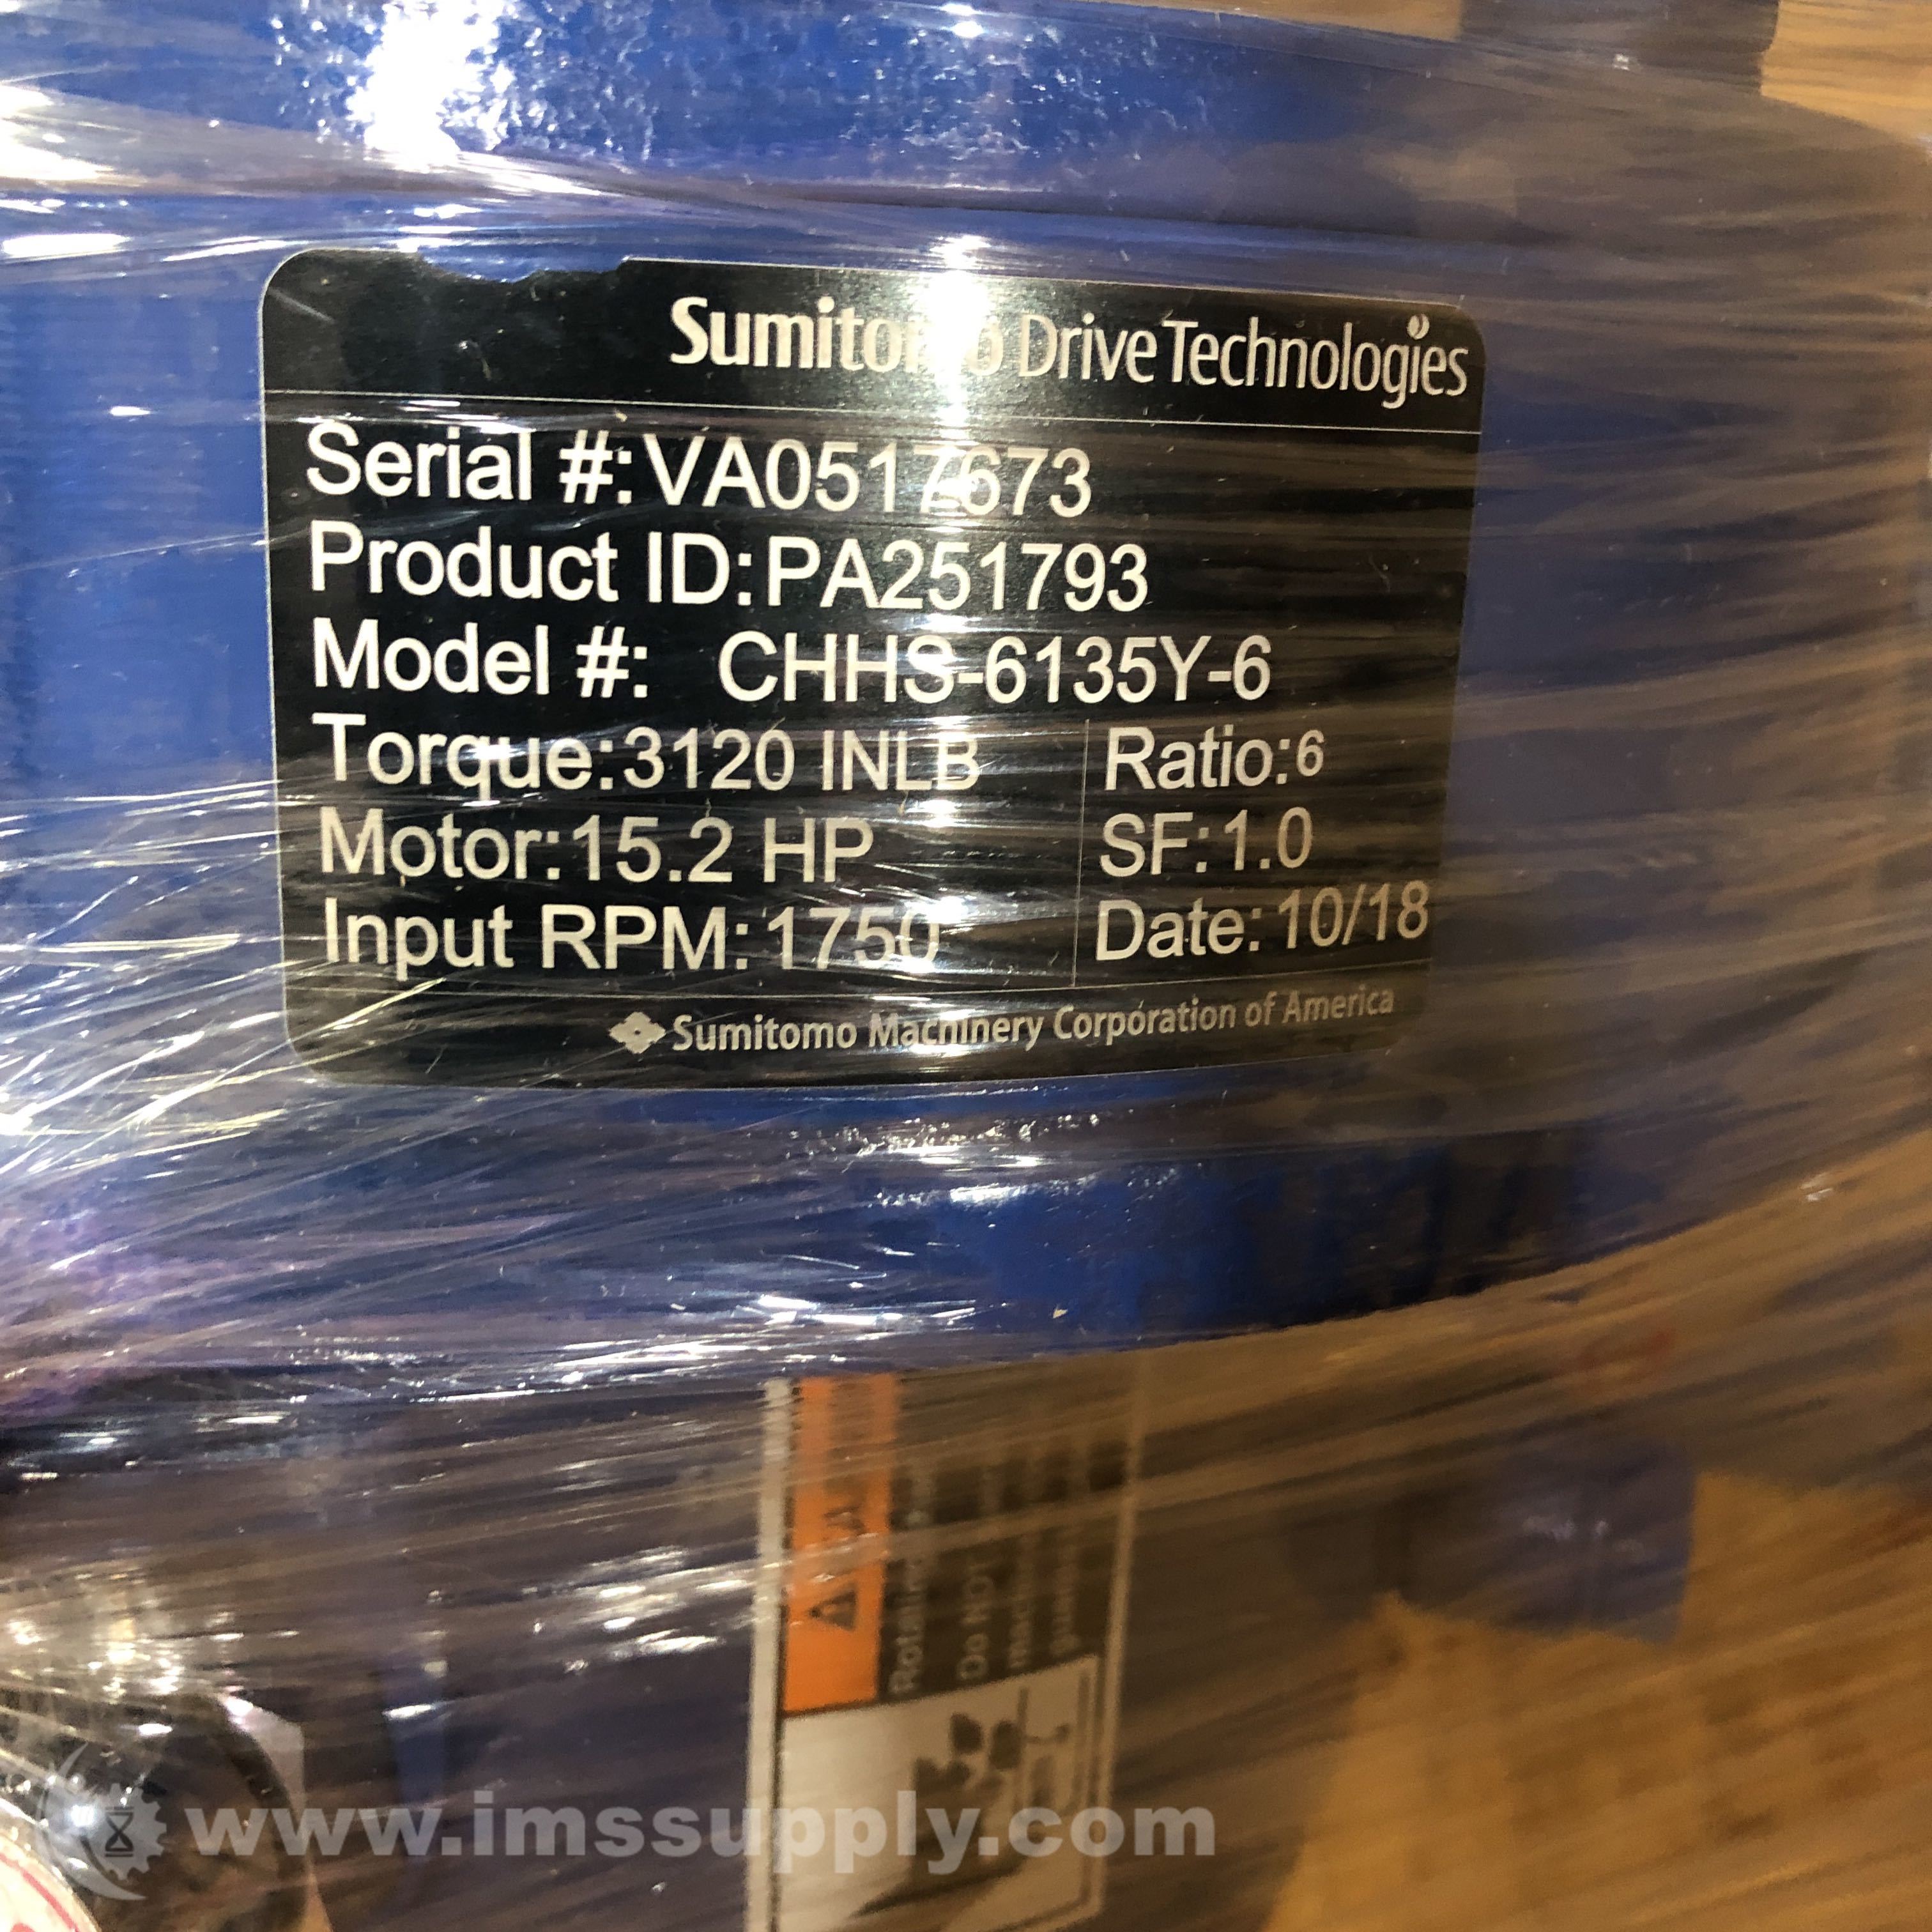 Sumitomo Drive Technologies
Serial #: VA0517673
Product ID: PA251793
Model #: CHHS-6135Y-6
Torque: 3120 INLB
Ratio: 6
Motor: 15.2 HP
SF: 1.0
Input RPM: 1750
Date: 10/18
Sumitomo Machinery Corporation of America
Do NOT
www.imssupply.com